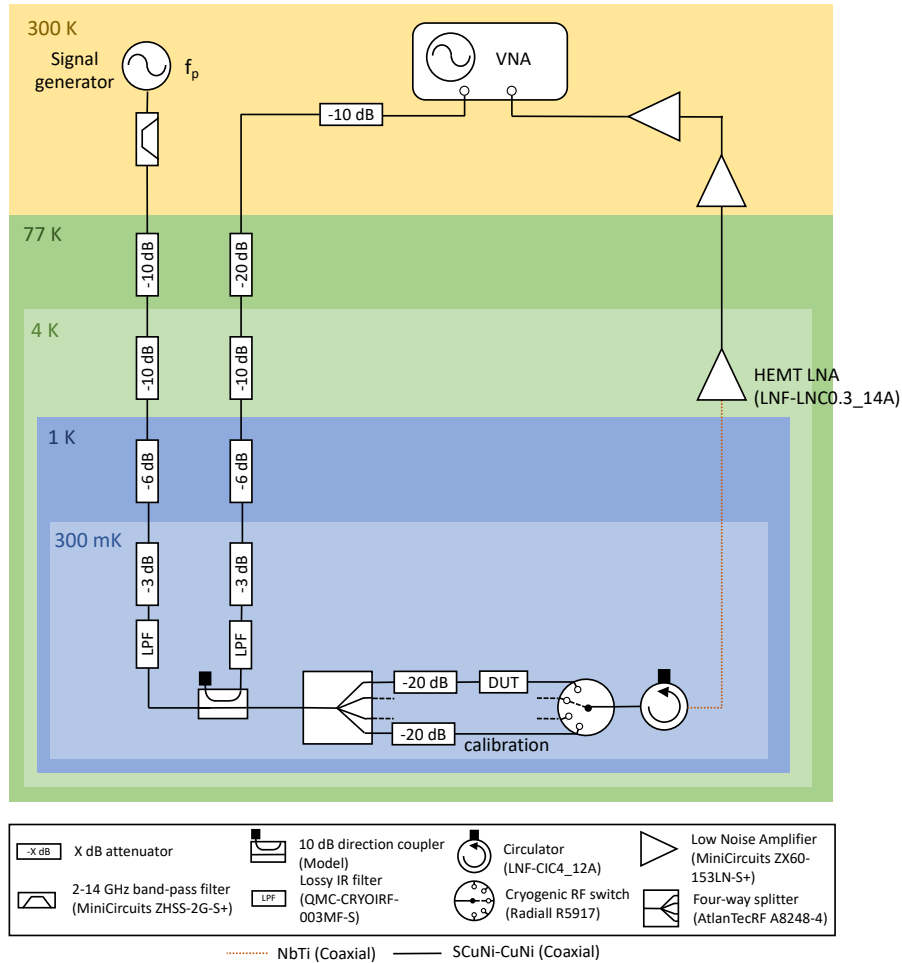 300 K
Signal
generator
f_p
VNA
-10 dB
77 K
-10 dB
-20 dB
4 K
-10 dB
-10 dB
HEMT LNA
(LNF-LNC0.3_14A)
1 K
-6 dB
-6 dB
300 mK
-3 dB
-3 dB
LPF
LPF
-20 dB
DUT
-20 dB
calibration
-X dB
X dB attenuator
2-14 GHz band-pass filter
(MiniCircuits ZHSS-2G-S+)
10 dB direction coupler
(Model)
LPF
Lossy IR filter
(QMC-CRYOIRF-
003MF-S)
Circulator
(LNF-CIC4_12A)
Cryogenic RF switch
(Radiall R5917)
Low Noise Amplifier
(MiniCircuits ZX60-
153LN-S+)
Four-way splitter
(AtlanTecRF A8248-4)
NbTi (Coaxial)
SCuNi-CuNi (Coaxial)